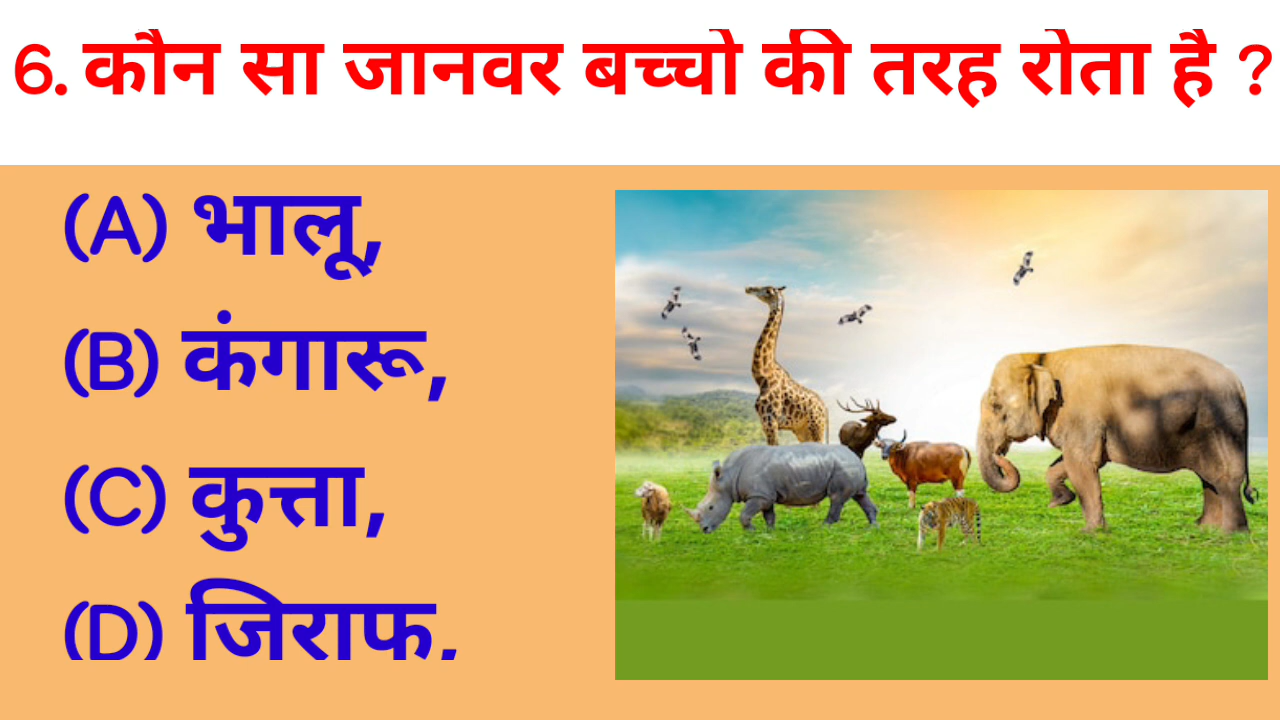 6. कौन सा जानवर बच्चो की तरह रोता है ?
(A) भालू,
(B) कंगारू,
(C) कुत्ता,
(D) जिराफ,